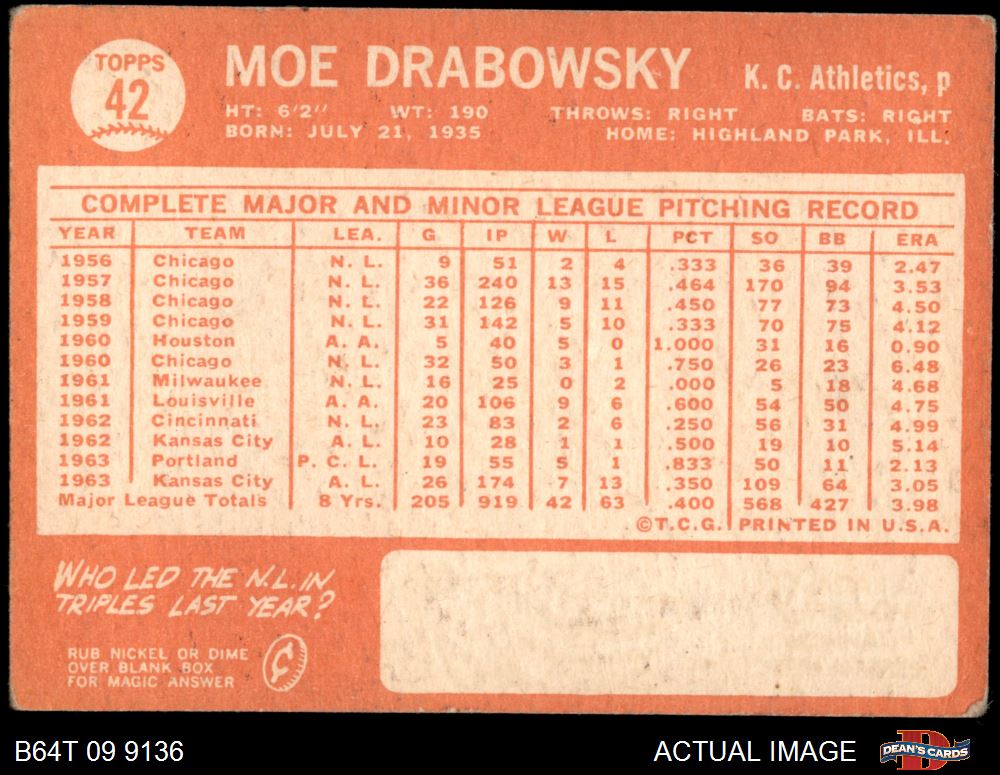 TOPPS
42
MOE DRABOWSKY K. C. Athletics, p
HT: 6'2" WT: 190 THROWS: RIGHT BATS: RIGHT
BORN: JULY 21, 1935 HOME: HIGHLAND PARK, ILL.
COMPLETE MAJOR AND MINOR LEAGUE PITCHING RECORD
YEAR TEAM LEA. G IP W L PCT SO BB ERA
1956 Chicago N. L. 9 51 2 4 .333 36 39 2.47
1957 Chicago N. L. 36 240 13 15 .464 170 94 3.53
1958 Chicago N. L. 22 126 9 11 .450 77 73 4.50
1959 Chicago N. L. 31 142 5 10 .333 70 75 4.12
1960 Houston A. A. 5 40 5 0 1.000 31 16 0.90
1960 Chicago N. L. 32 50 3 1 .750 26 23 6.48
1961 Milwaukee N. L. 16 25 0 2 .000 5 18 4.68
1961 Louisville A. A. 20 106 9 6 .600 54 50 4.75
1962 Cincinnati N. L. 23 83 2 6 .250 56 31 4.99
1962 Kansas City A. L. 10 28 1 1 .500 19 10 5.14
1963 Portland P. C. L. 19 55 5 1 .833 50 11 2.13
1963 Kansas City A. L. 26 174 7 13 .350 109 64 3.05
Major League Totals 8 Yrs. 205 919 42 63 .400 568 427 3.98
©T.C.G. PRINTED IN U.S.A.
WHO LED THE N.L. IN
TRIPLES LAST YEAR?
RUB NICKEL OR DIME
OVER BLANK BOX
FOR MAGIC ANSWER
B64T 09 9136 ACTUAL IMAGE DEAN'S CARDS